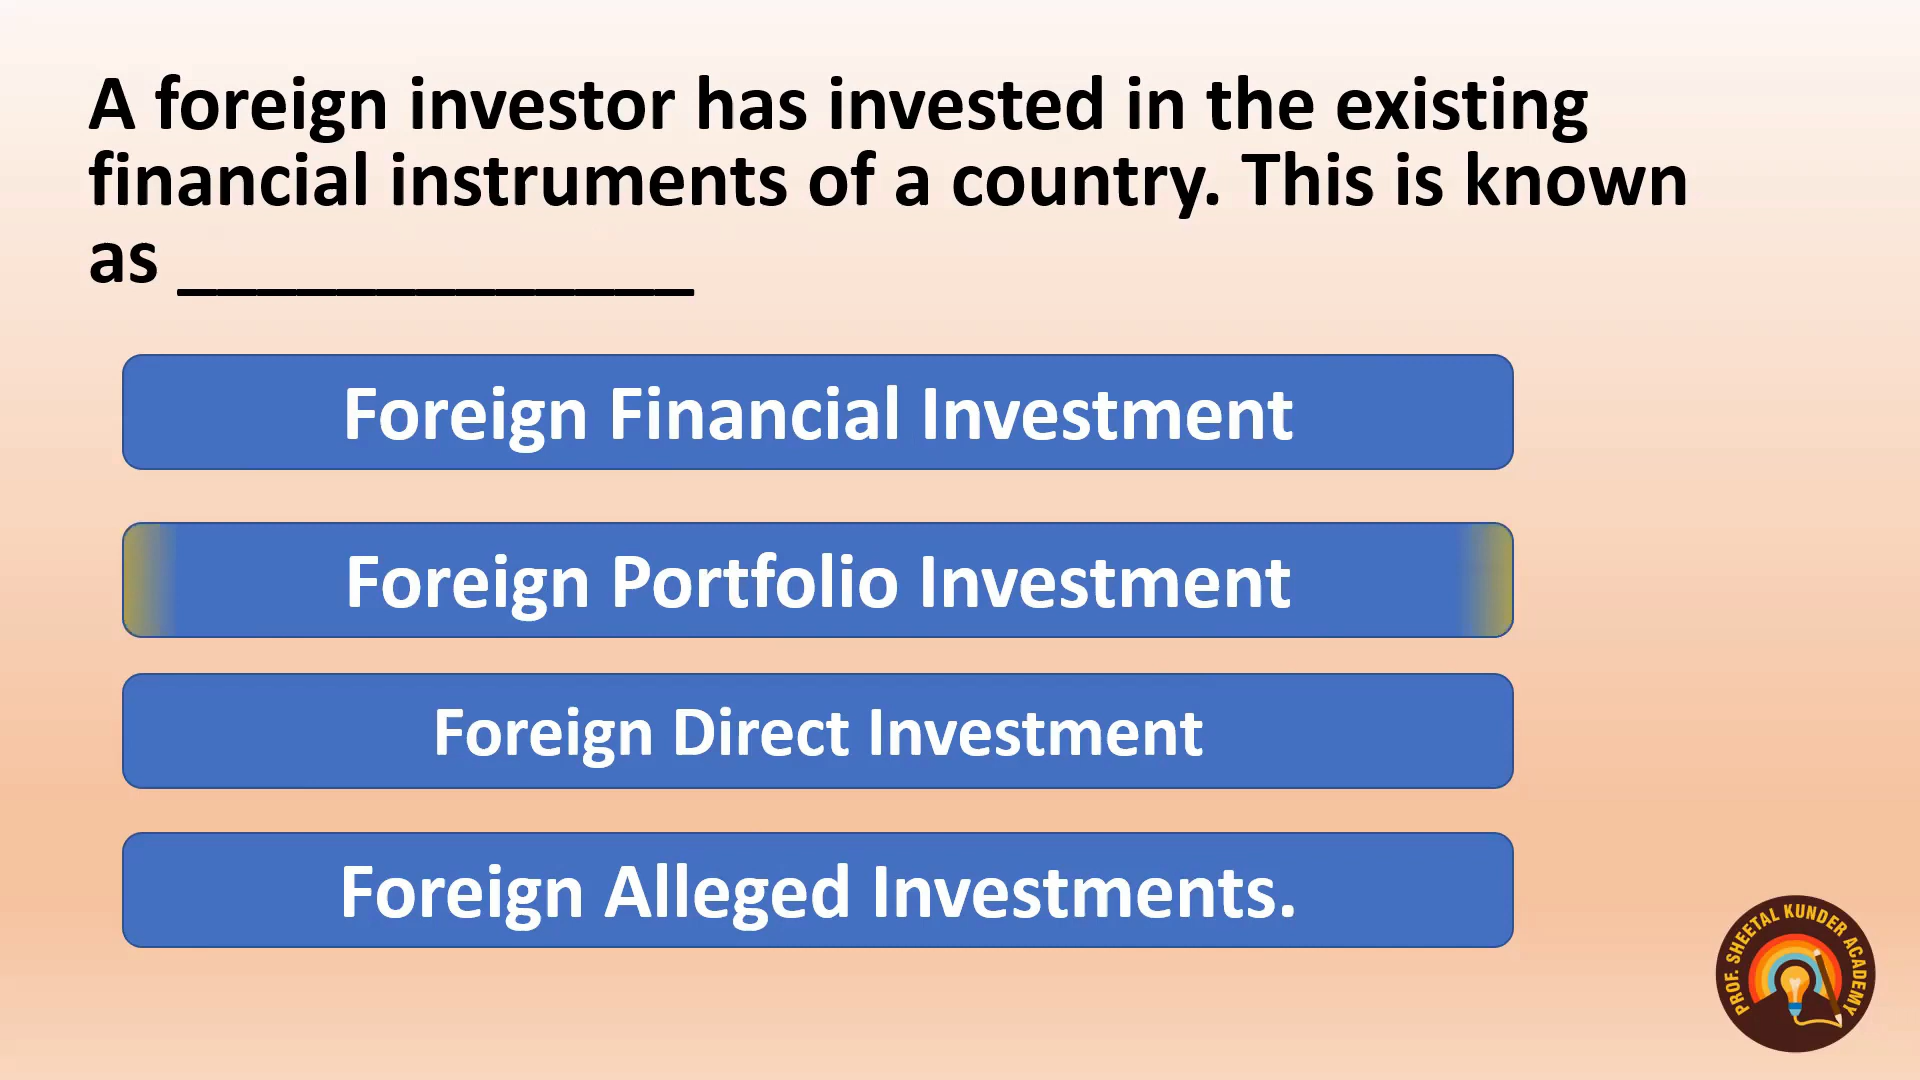 A foreign investor has invested in the existing
financial instruments of a country. This is known
as _____________
Foreign Financial Investment
Foreign Portfolio Investment
Foreign Direct Investment
Foreign Alleged Investments.
PROF. SHEETAL KUNDER ACADEMY